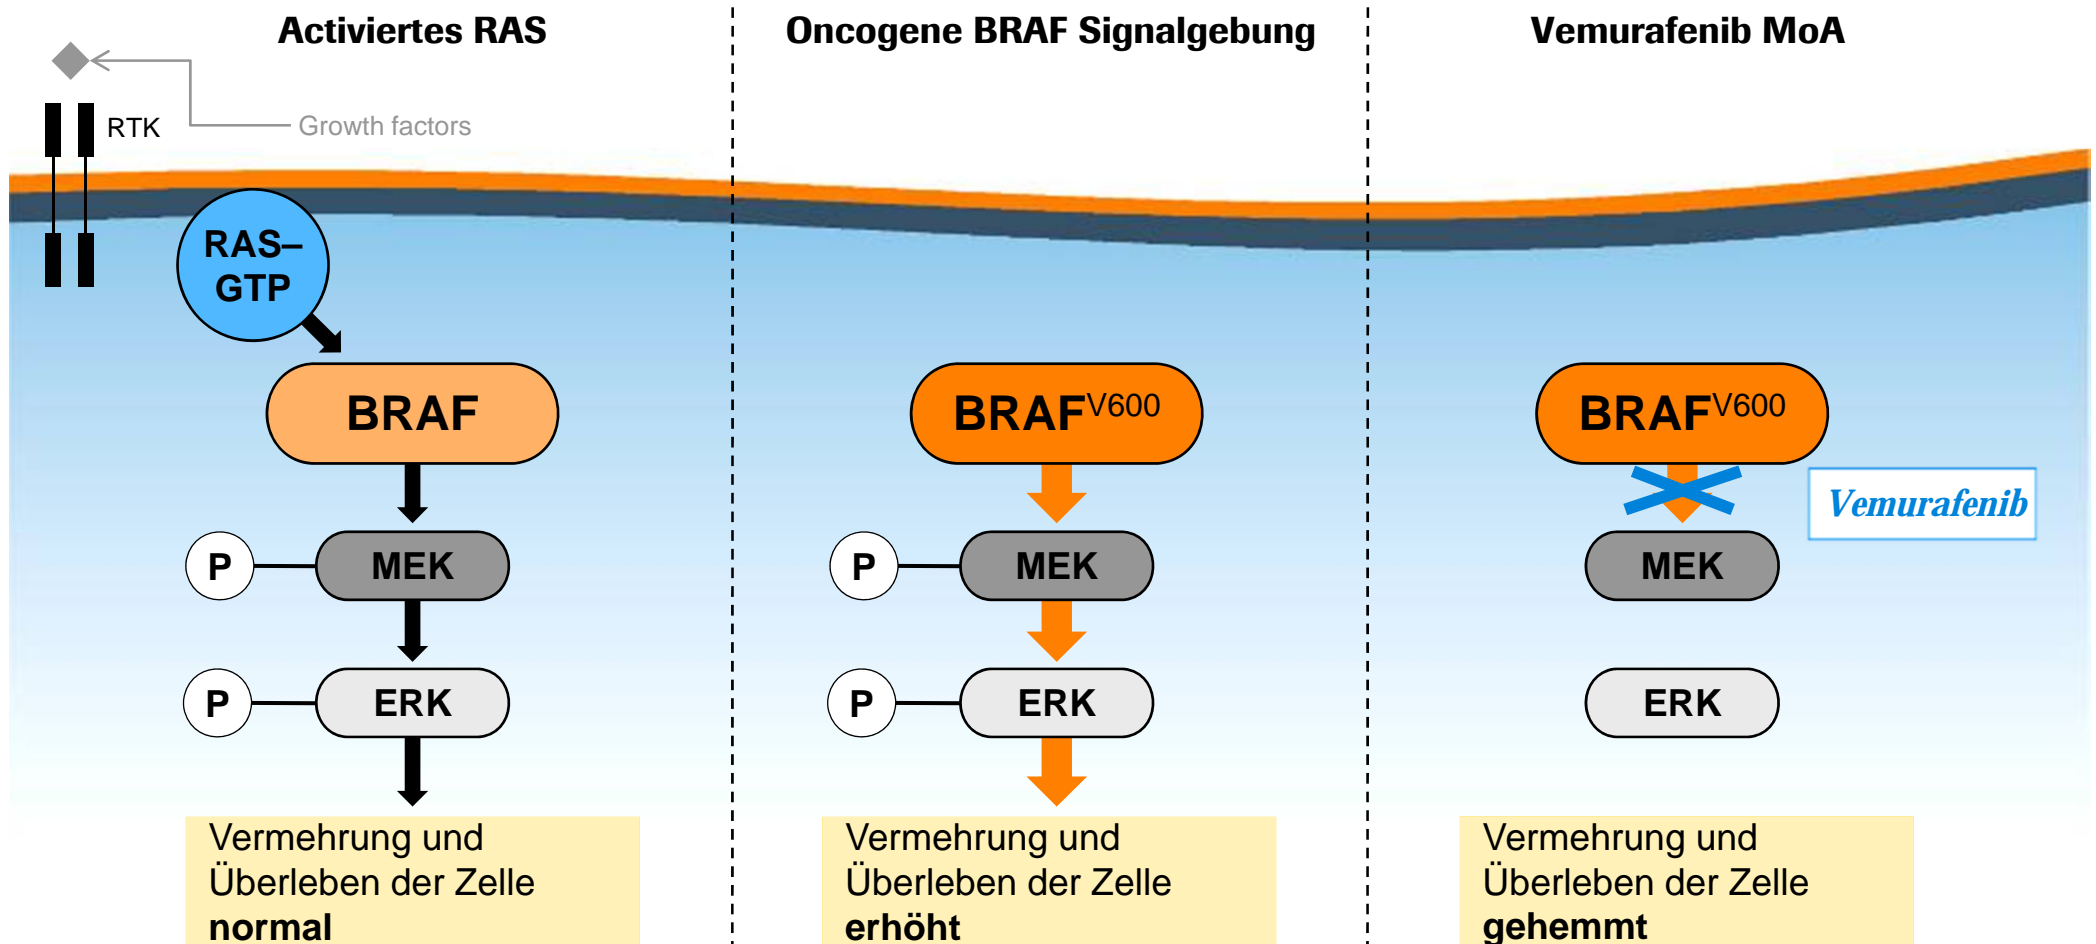 Activiertes RAS
RTK
Growth factors
RAS–
GTP
BRAF
P
MEK
P
ERK
Vermehrung und
Überleben der Zelle
normal
Oncogene BRAF Signalgebung
BRAFV600
P
MEK
P
ERK
Vermehrung und
Überleben der Zelle
erhöht
Vemurafenib MoA
BRAFV600
Vemurafenib
MEK
ERK
Vermehrung und
Überleben der Zelle
gehemmt